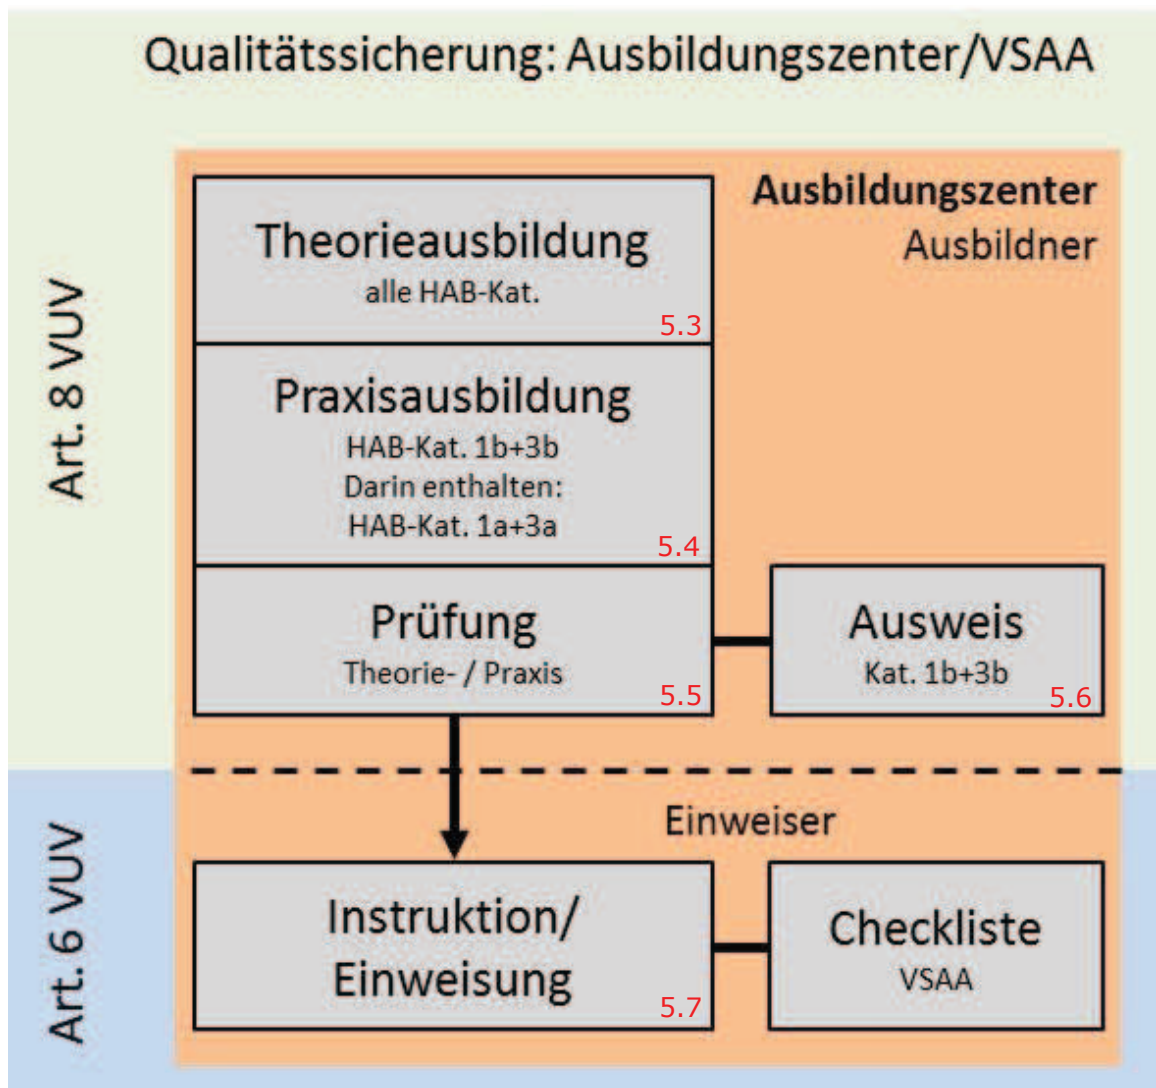 Qualitätssicherung: Ausbildungszenter/VSAA
Art. 8 VUV
Ausbildungszenter
Ausbildner
Theorieausbildung
alle HAB-Kat.
5.3
Praxisausbildung
HAB-Kat. 1b+3b
Darin enthalten:
HAB-Kat. 1a+3a
5.4
Prüfung
Theorie- / Praxis
5.5
Ausweis
Kat. 1b+3b
5.6
Art. 6 VUV
Einweiser
Instruktion/
Einweisung
5.7
Checkliste
VSAA